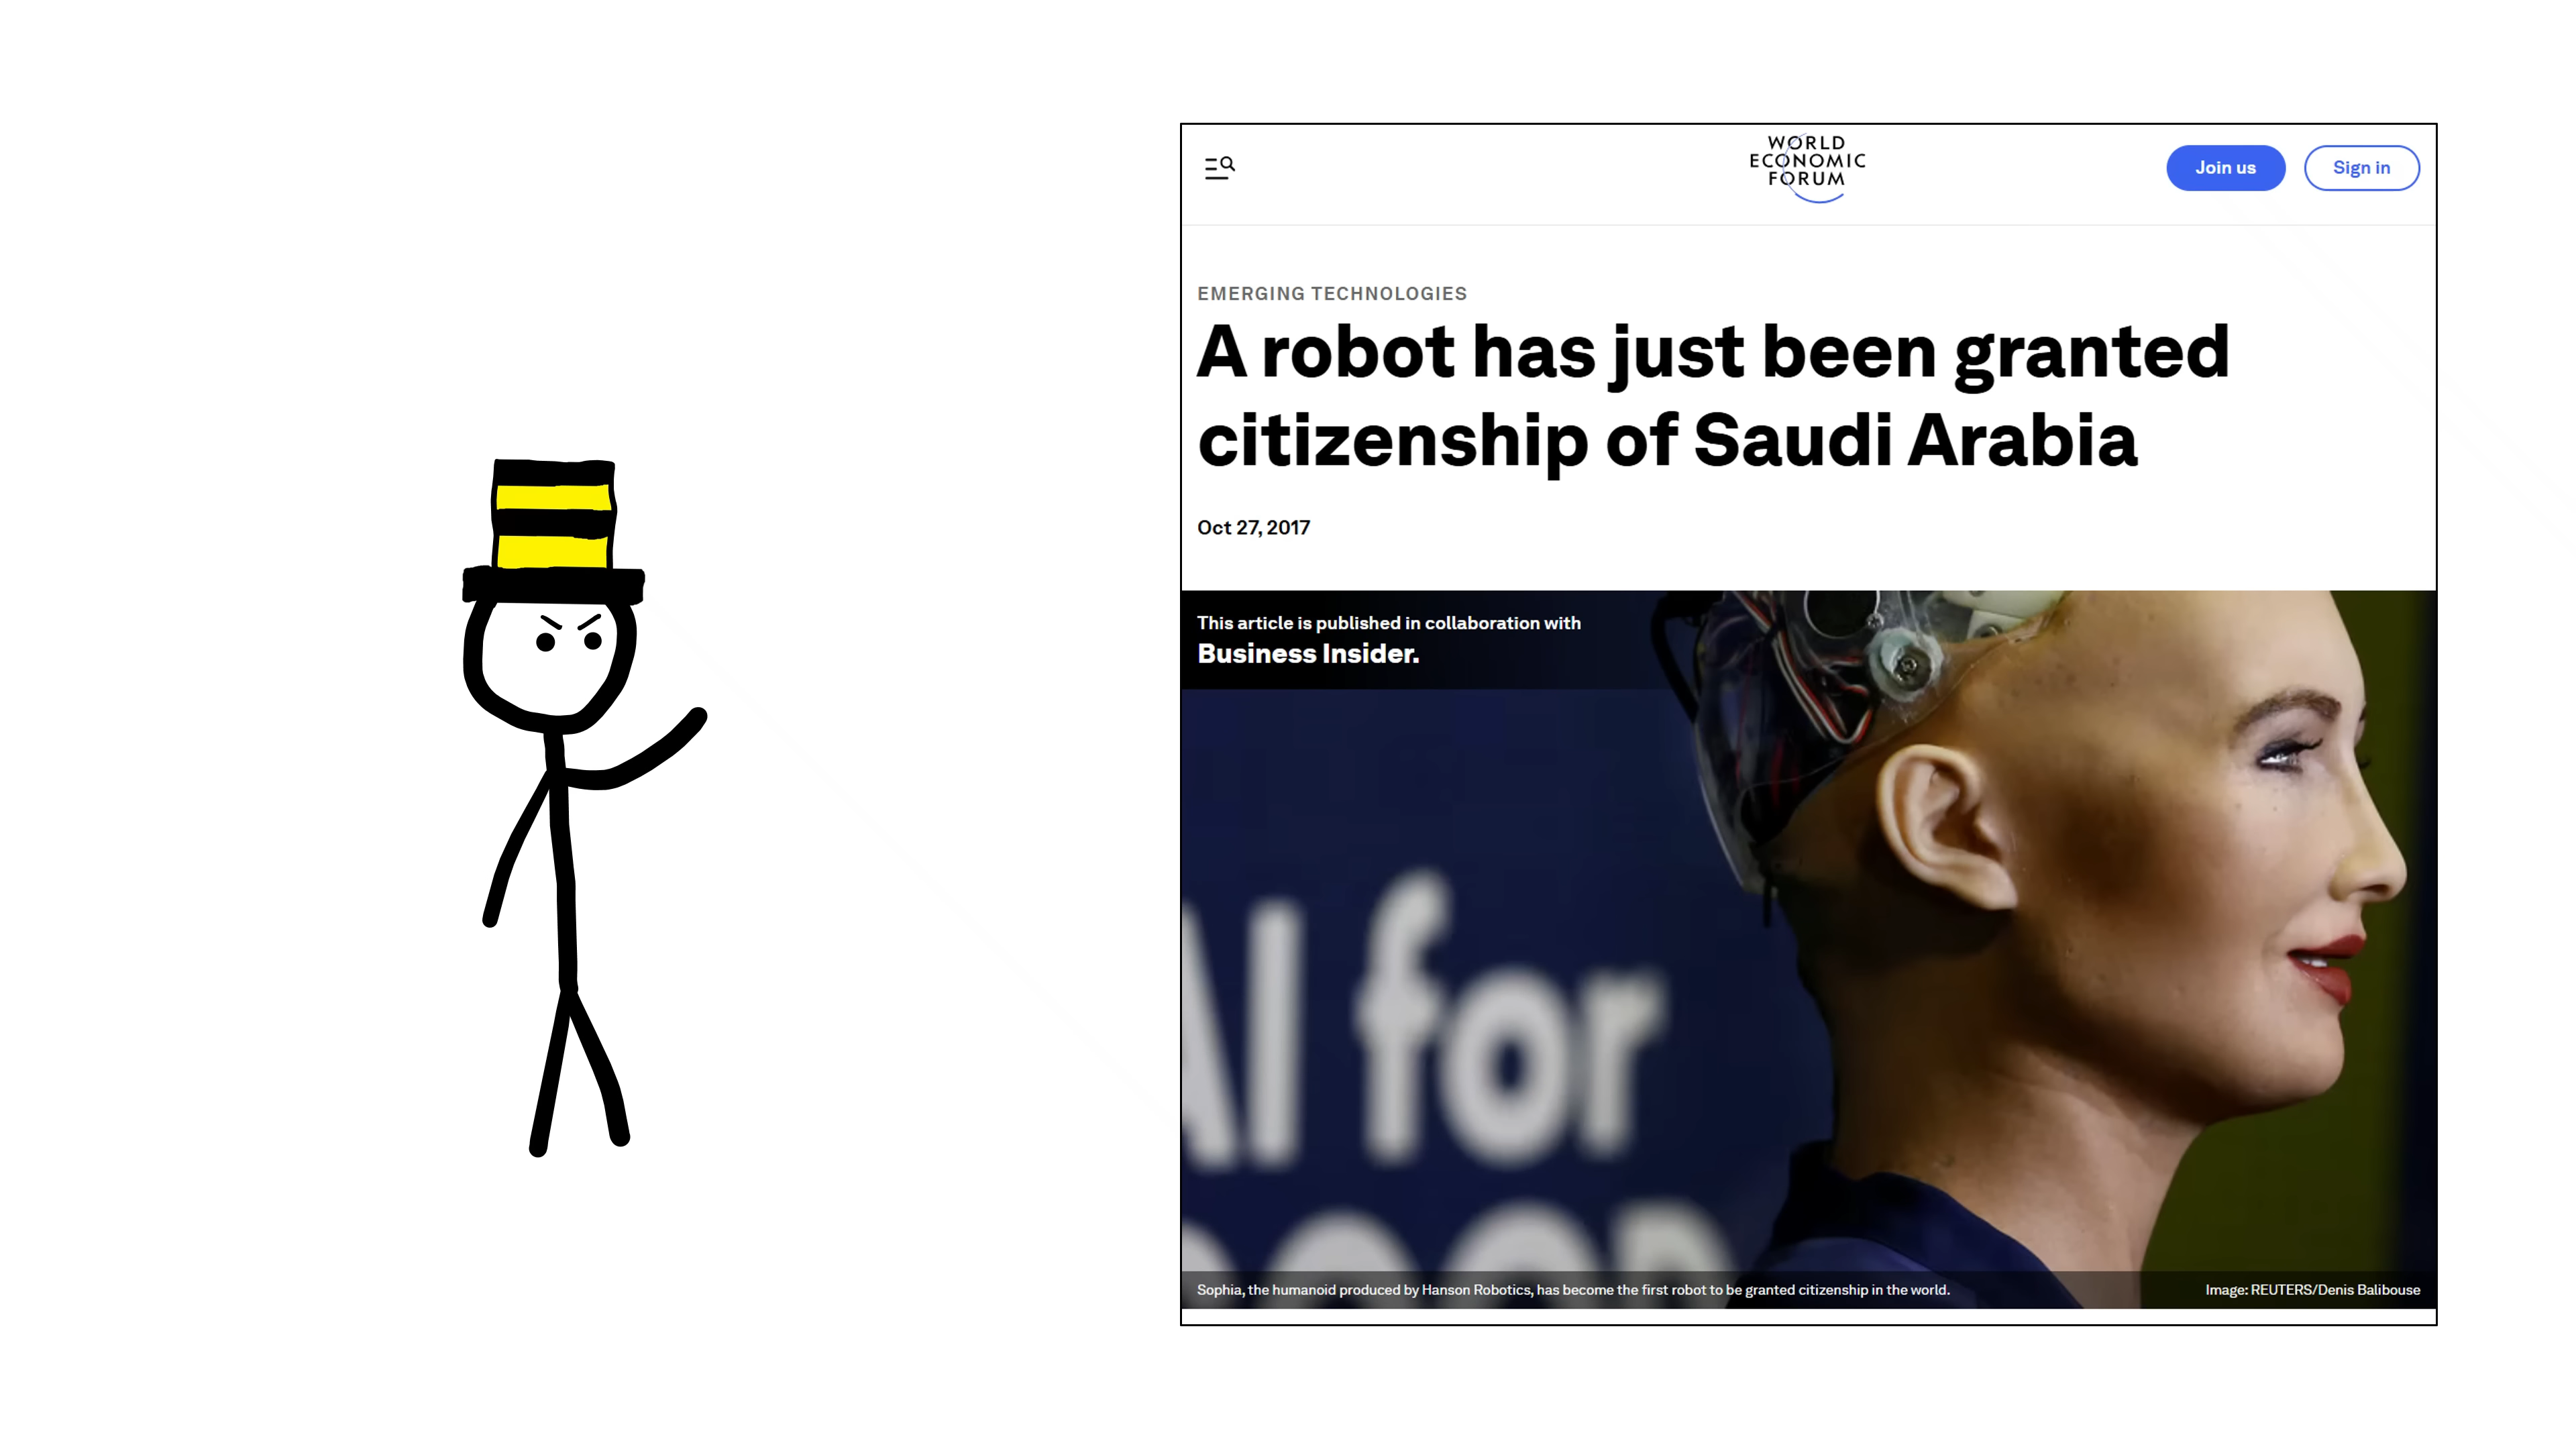 WORLD
ECONOMIC
FORUM
Join us
Sign in
EMERGING TECHNOLOGIES
A robot has just been granted
citizenship of Saudi Arabia
Oct 27, 2017
This article is published in collaboration with
Business Insider.
AI for
Sophia, the humanoid produced by Hanson Robotics, has become the first robot to be granted citizenship in the world.
Image: REUTERS/Denis Balibouse